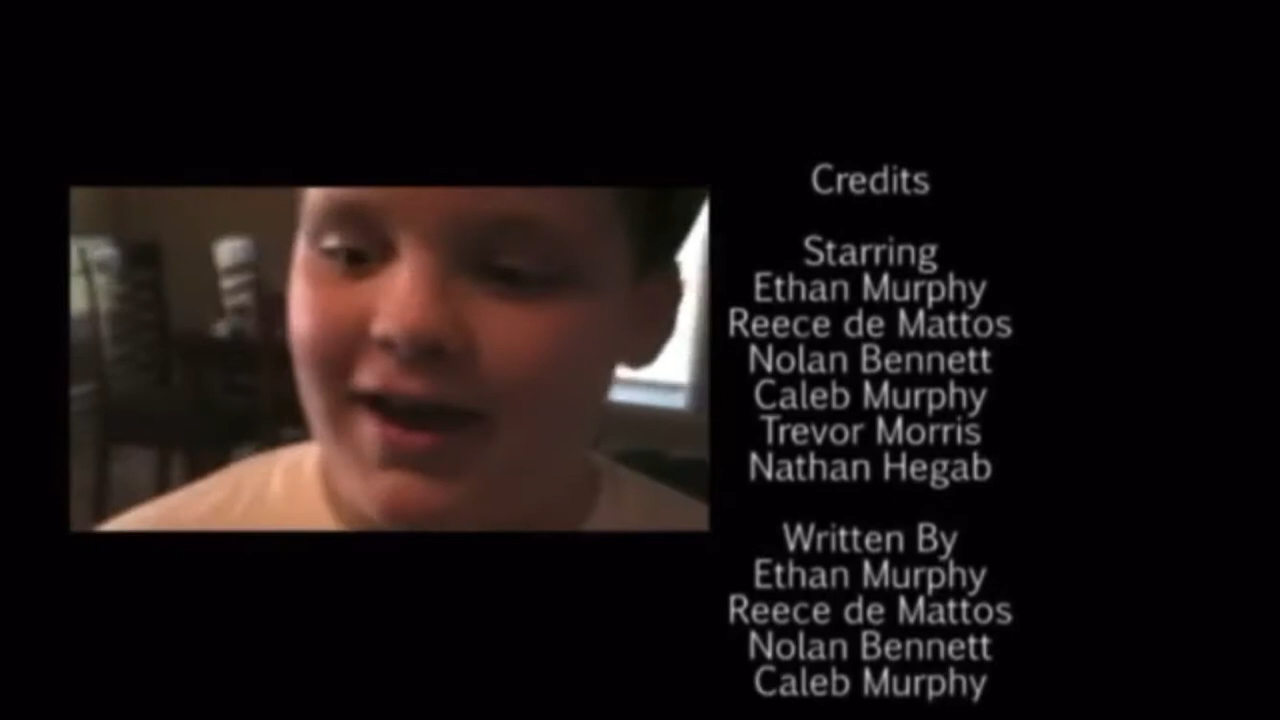 Credits
Starring
Ethan Murphy
Reece de Mattos
Nolan Bennett
Caleb Murphy
Trevor Morris
Nathan Hegab
Written By
Ethan Murphy
Reece de Mattos
Nolan Bennett
Caleb Murphy